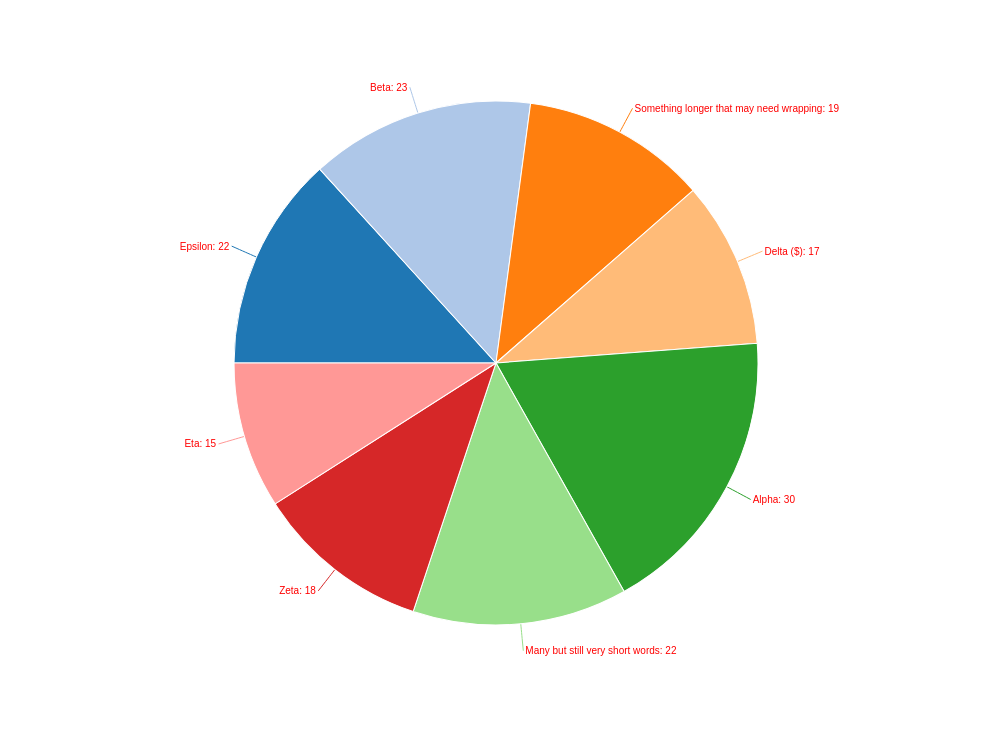 Beta: 23
Something longer that may need wrapping: 19
Epsilon: 22
Delta ($): 17
Eta: 15
Alpha: 30
Zeta: 18
Many but still very short words: 22